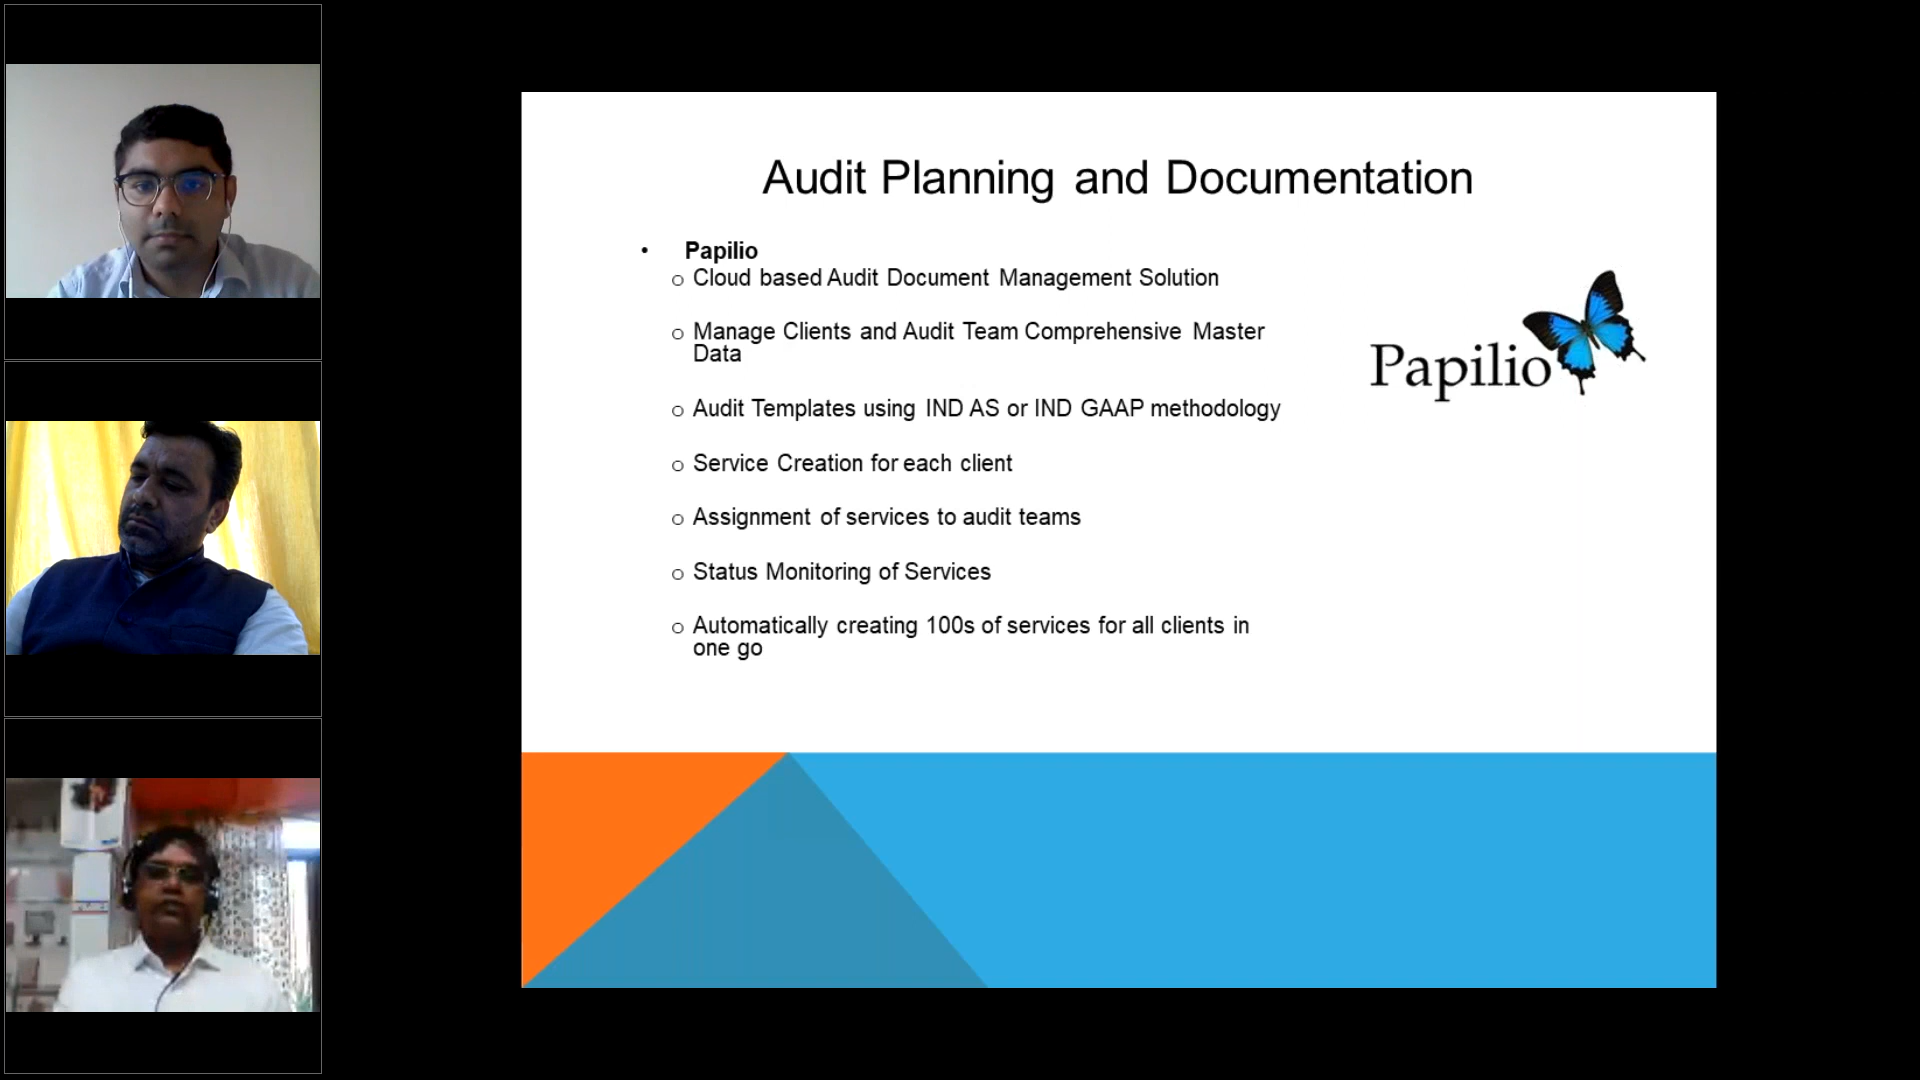 Audit Planning and Documentation
• Papilio
o Cloud based Audit Document Management Solution
o Manage Clients and Audit Team Comprehensive Master
Data
o Audit Templates using IND AS or IND GAAP methodology
o Service Creation for each client
o Assignment of services to audit teams
o Status Monitoring of Services
o Automatically creating 100s of services for all clients in
one go
Papilio